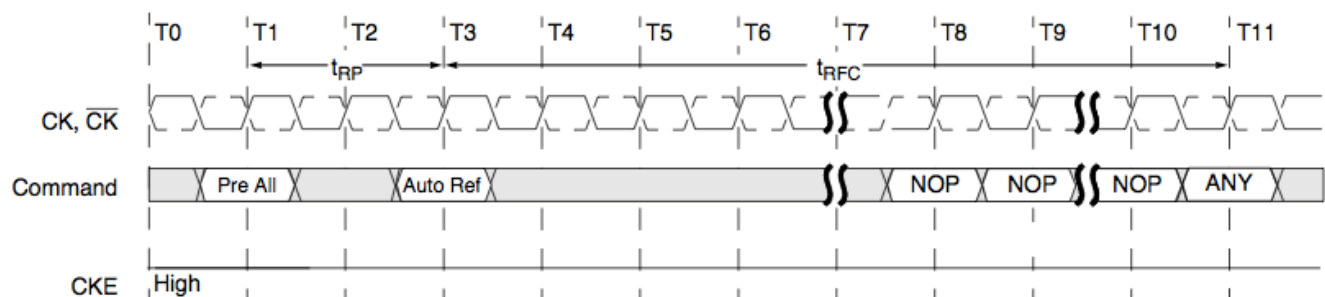 T0 T1 T2 T3 T4 T5 T6 T7 T8 T9 T10 T11
tRP tRFC
CK, C̅K̅
Command Pre All Auto Ref NOP NOP NOP ANY
CKE High